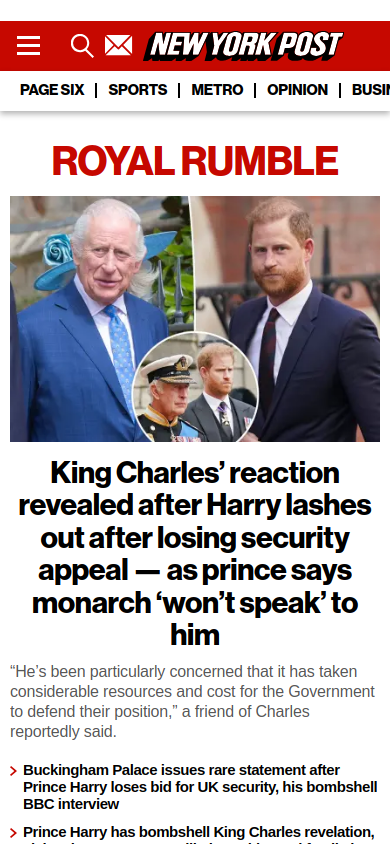 NEW YORK POST
PAGE SIX
SPORTS
METRO
OPINION
ROYAL RUMBLE
King Charles’ reaction
revealed after Harry lashes
out after losing security
appeal — as prince says
monarch ‘won’t speak’ to
him
“He’s been particularly concerned that it has taken
considerable resources and cost for the Government
to defend their position,” a friend of Charles
reportedly said.
Buckingham Palace issues rare statement after
Prince Harry loses bid for UK security, his bombshell
BBC interview
Prince Harry has bombshell King Charles revelation,